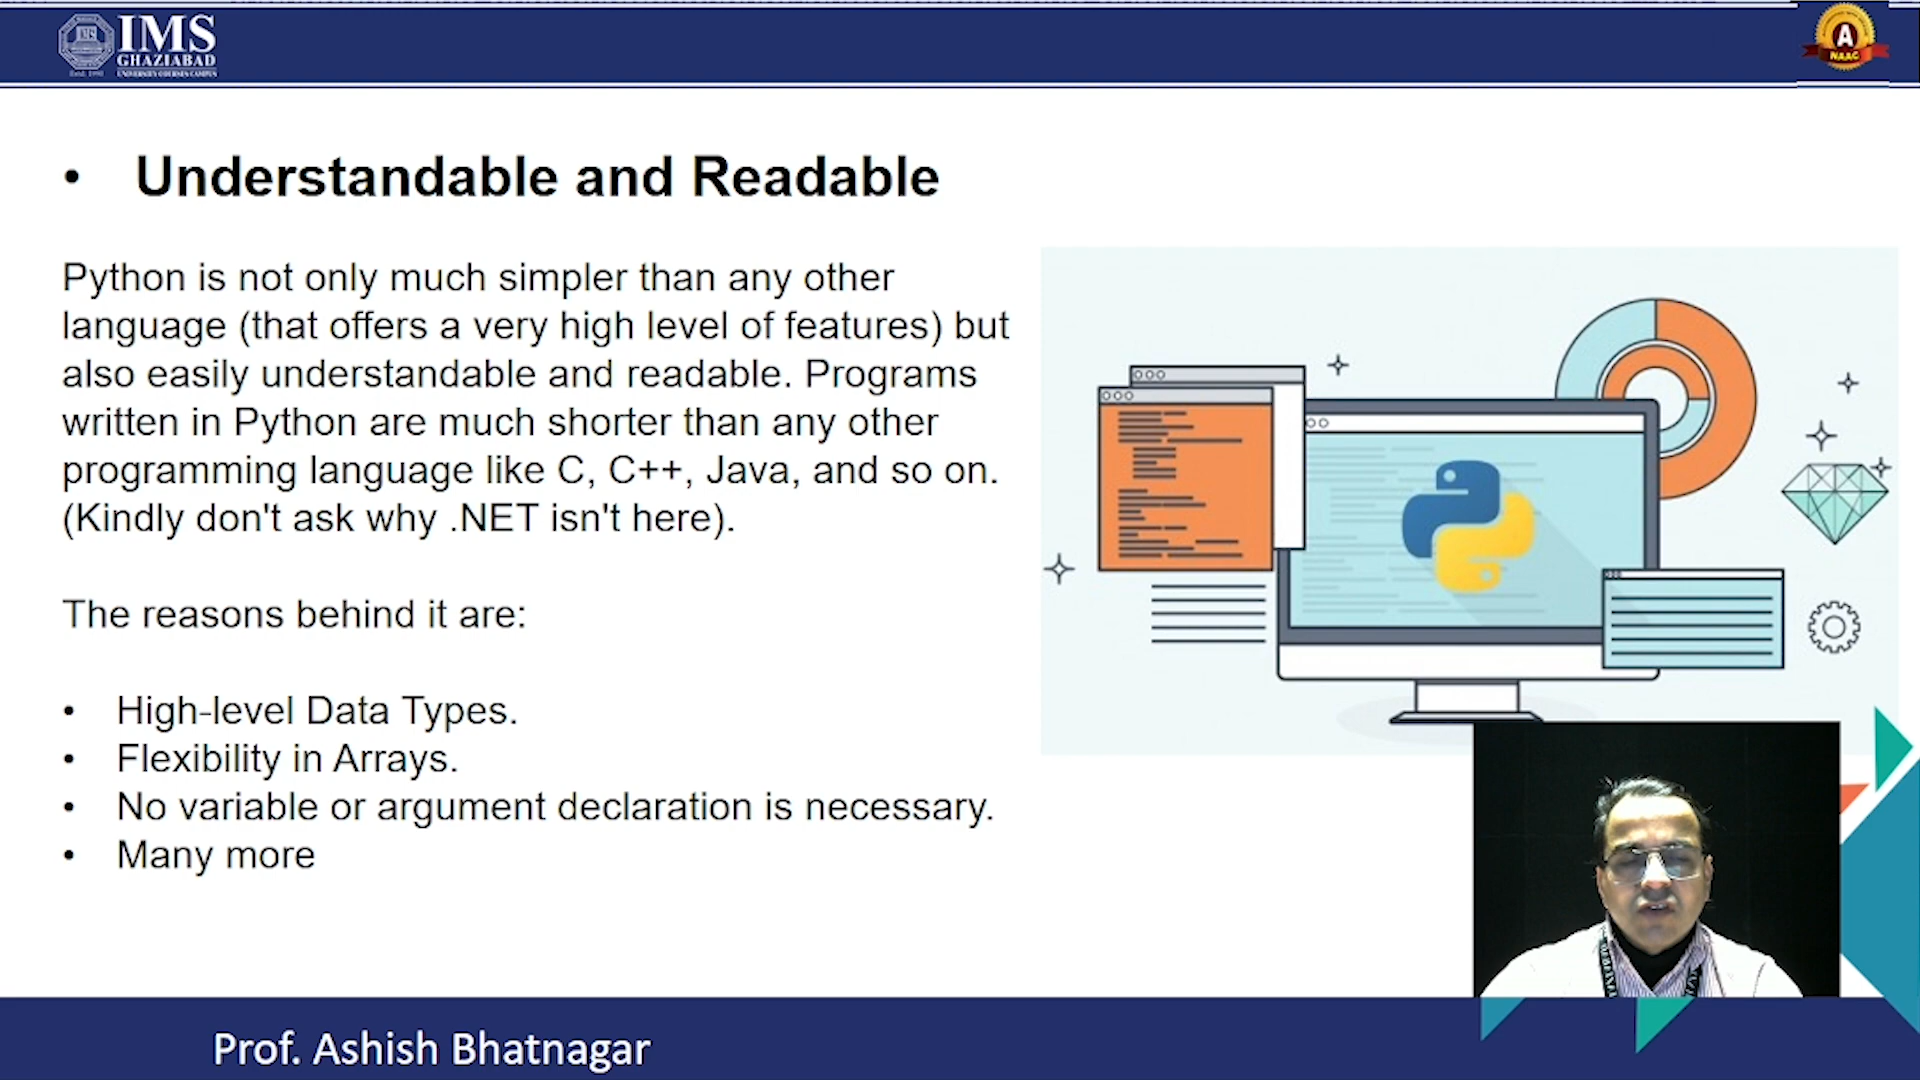 IMS
GHAZIABAD
UNIVERSITY COURSES CAMPUS
Estd. 1990
A
NAAC
• Understandable and Readable
Python is not only much simpler than any other
language (that offers a very high level of features) but
also easily understandable and readable. Programs
written in Python are much shorter than any other
programming language like C, C++, Java, and so on.
(Kindly don't ask why .NET isn't here).
The reasons behind it are:
• High-level Data Types.
• Flexibility in Arrays.
• No variable or argument declaration is necessary.
• Many more
Prof. Ashish Bhatnagar